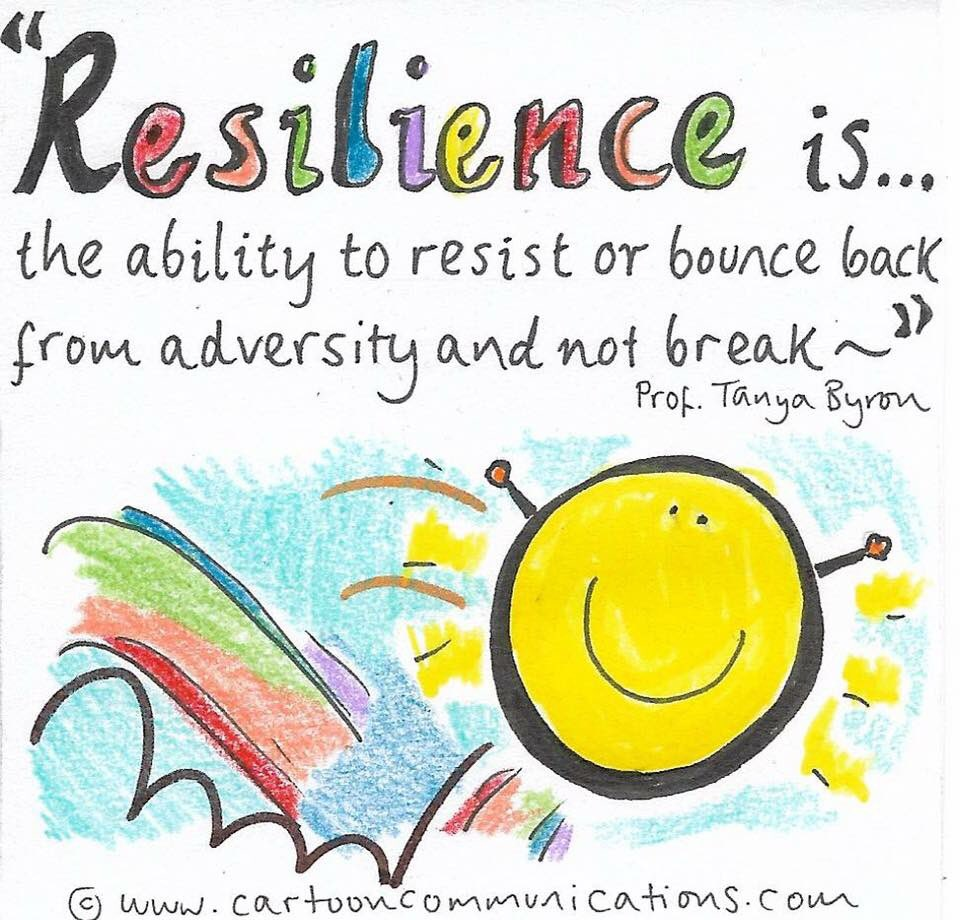 “Resilience is...
the ability to resist or bounce back
from adversity and not break ~”
Prof. Tanya Byron
© www.cartooncommunications.com